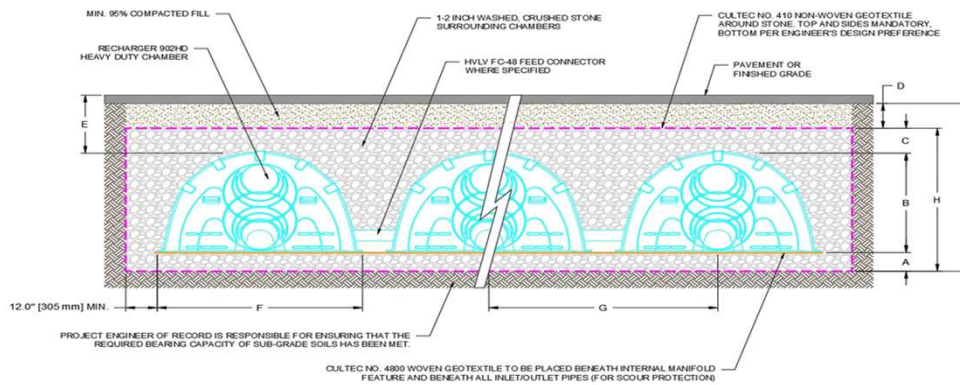 MIN. 95% COMPACTED FILL
1-2 INCH WASHED, CRUSHED STONE
SURROUNDING CHAMBERS
CULTEC NO. 410 NON-WOVEN GEOTEXTILE
AROUND STONE. TOP AND SIDES MANDATORY,
BOTTOM PER ENGINEER'S DESIGN PREFERENCE
RECHARGER 902HD
HEAVY DUTY CHAMBER
HVLV FC-48 FEED CONNECTOR
WHERE SPECIFIED
PAVEMENT OR
FINISHED GRADE
D
E
C
B
H
A
12.0" [305 mm] MIN.
F
G
PROJECT ENGINEER OF RECORD IS RESPONSIBLE FOR ENSURING THAT THE
REQUIRED BEARING CAPACITY OF SUB-GRADE SOILS HAS BEEN MET.
CULTEC NO. 4800 WOVEN GEOTEXTILE TO BE PLACED BENEATH INTERNAL MANIFOLD
FEATURE AND BENEATH ALL INLET/OUTLET PIPES (FOR SCOUR PROTECTION)